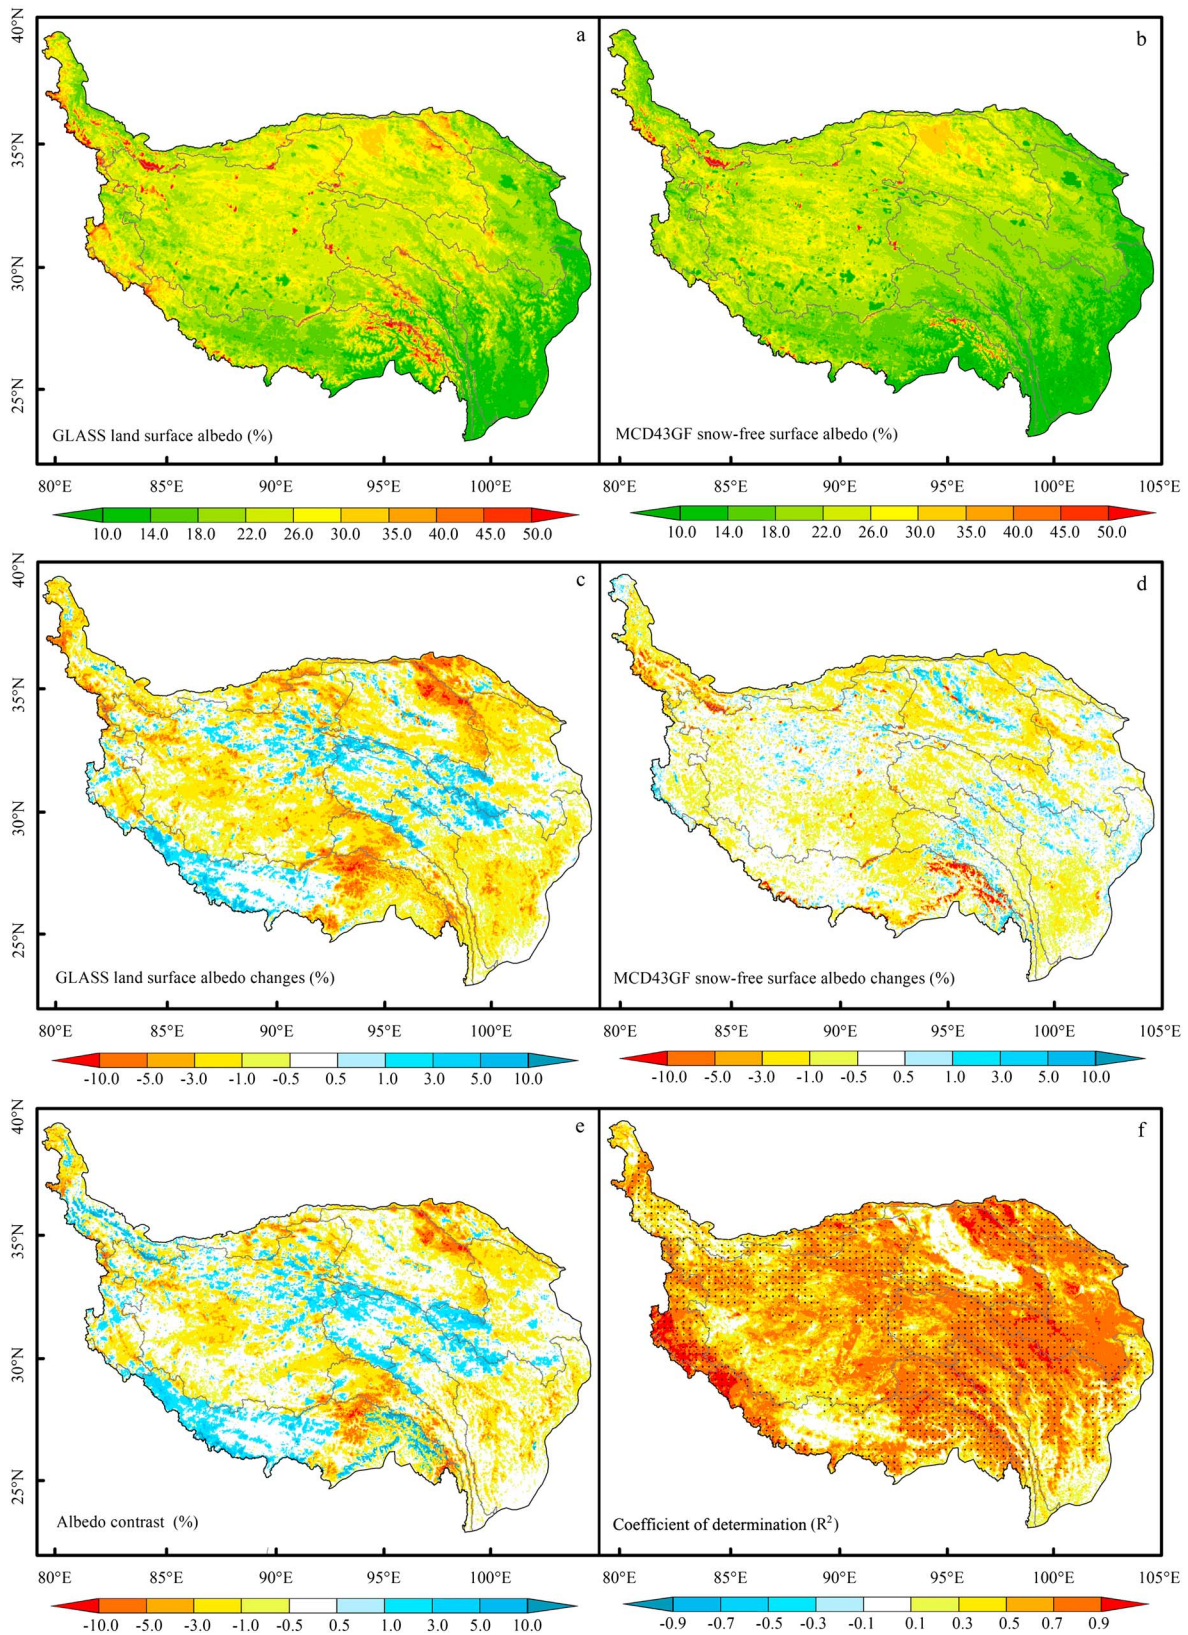 40°N
35°N
30°N
25°N
a
b
GLASS land surface albedo (%)
MCD43GF snow-free surface albedo (%)
80°E 85°E 90°E 95°E 100°E 80°E 85°E 90°E 95°E 100°E 105°E
10.0 14.0 18.0 22.0 26.0 30.0 35.0 40.0 45.0 50.0
10.0 14.0 18.0 22.0 26.0 30.0 35.0 40.0 45.0 50.0
40°N
35°N
30°N
25°N
c
d
GLASS land surface albedo changes (%)
MCD43GF snow-free surface albedo changes (%)
80°E 85°E 90°E 95°E 100°E 80°E 85°E 90°E 95°E 100°E 105°E
-10.0 -5.0 -3.0 -1.0 -0.5 0.5 1.0 3.0 5.0 10.0
-10.0 -5.0 -3.0 -1.0 -0.5 0.5 1.0 3.0 5.0 10.0
40°N
35°N
30°N
25°N
e
f
Albedo contrast (%)
Coefficient of determination (R²)
80°E 85°E 90°E 95°E 100°E 80°E 85°E 90°E 95°E 100°E 105°E
-10.0 -5.0 -3.0 -1.0 -0.5 0.5 1.0 3.0 5.0 10.0
-0.9 -0.7 -0.5 -0.3 -0.1 0.1 0.3 0.5 0.7 0.9